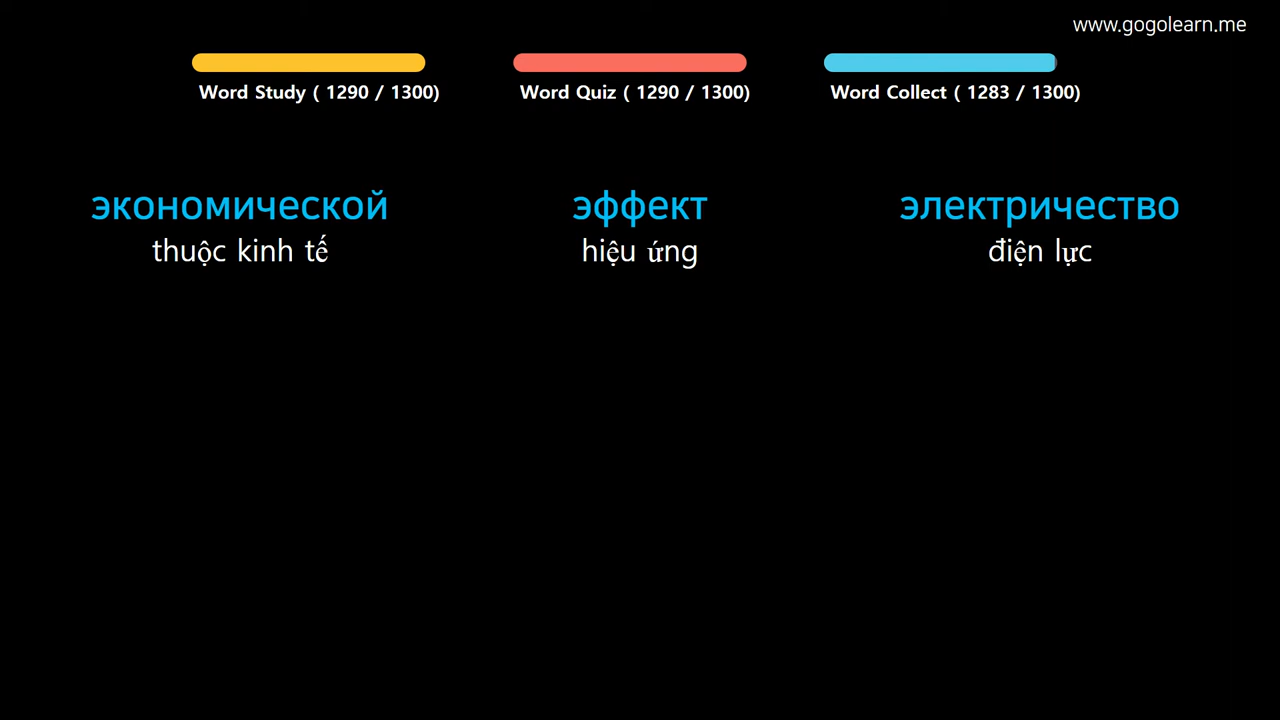 www.gogolearn.me
Word Study ( 1290 / 1300)
Word Quiz ( 1290 / 1300)
Word Collect ( 1283 / 1300)
экономической
эффект
электричество
thuộc kinh tế
hiệu ứng
điện lực